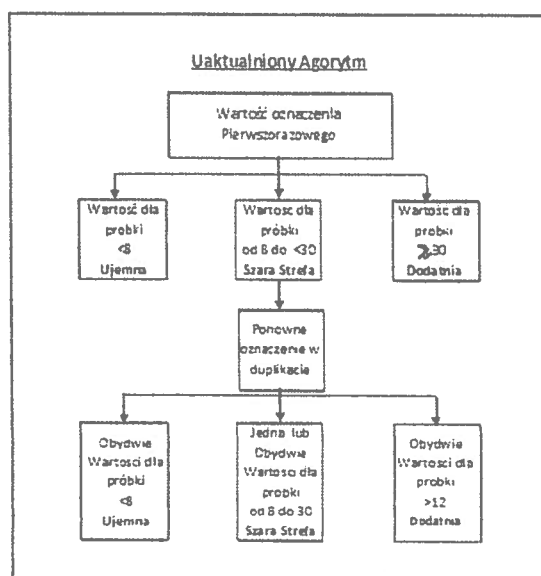 Uaktualniony Agorytm
Wartość oznaczenia
Pierwszorazowego
Wartość dla
próbki
<8
Ujemna
Wartość dla
próbki
od 8 do <30
Szara Strefa
Wartość dla
próbki
⩾30
Dodatnia
Ponowne
oznaczenie w
duplikacie
Obydwie
Wartości dla
próbki
<8
Ujemna
Jedna lub
Obydwie
Wartości dla
próbki
od 8 do 30
Szara Strefa
Obydwie
Wartości dla
próbki
>12
Dodatnia